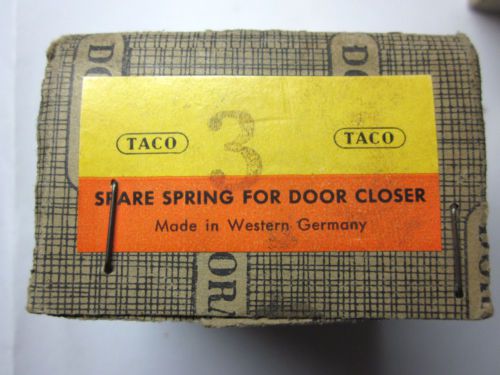 TACO 3 TACO
SPARE SPRING FOR DOOR CLOSER
Made in Western Germany